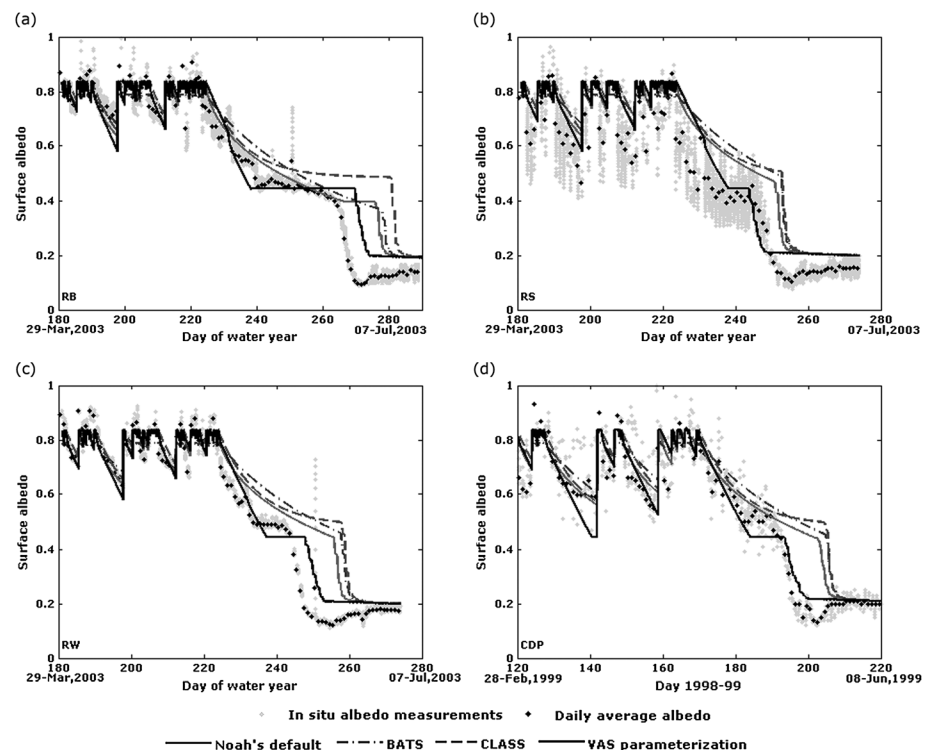 (a)
Surface albedo
1
0.8
0.6
0.4
0.2
0
RB
180 200 220 240 260 280
29-Mar,2003 Day of water year 07-Jul,2003
(b)
Surface albedo
1
0.8
0.6
0.4
0.2
0
RS
180 200 220 240 260 280
29-Mar,2003 Day of water year 07-Jul,2003
(c)
Surface albedo
1
0.8
0.6
0.4
0.2
0
RW
180 200 220 240 260 280
29-Mar,2003 Day of water year 07-Jul,2003
(d)
Surface albedo
1
0.8
0.6
0.4
0.2
0
CDP
120 140 160 180 200 220
28-Feb,1999 Day 1998-99 08-Jun,1999
In situ albedo measurements Daily average albedo
Noah's default BATS CLASS VAS parameterization